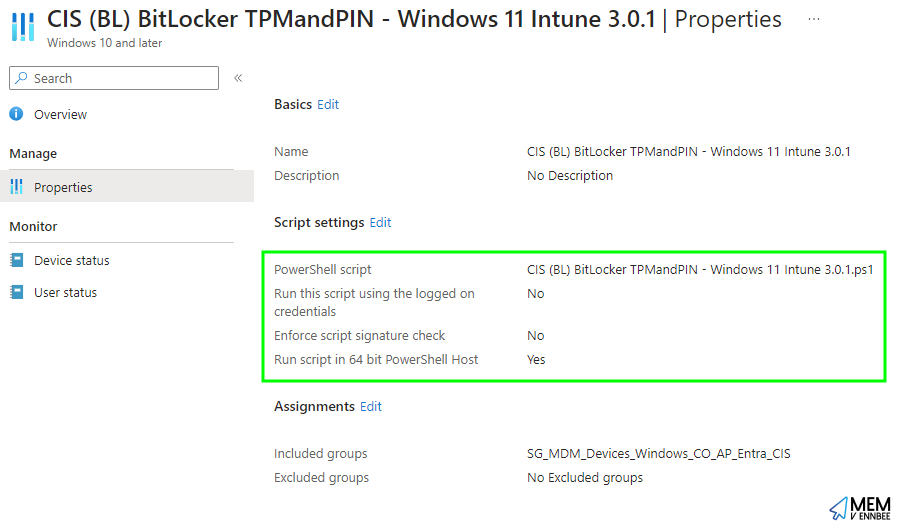 CIS (BL) BitLocker TPMandPIN - Windows 11 Intune 3.0.1 | Properties ...
Windows 10 and later
Search «
Overview
Manage
Properties
Monitor
Device status
User status
Basics Edit
Name CIS (BL) BitLocker TPMandPIN - Windows 11 Intune 3.0.1
Description No Description
Script settings Edit
PowerShell script CIS (BL) BitLocker TPMandPIN - Windows 11 Intune 3.0.1.ps1
Run this script using the logged on No
credentials
Enforce script signature check No
Run script in 64 bit PowerShell Host Yes
Assignments Edit
Included groups SG_MDM_Devices_Windows_CO_AP_Entra_CIS
Excluded groups No Excluded groups
MEM
V ENNBEE